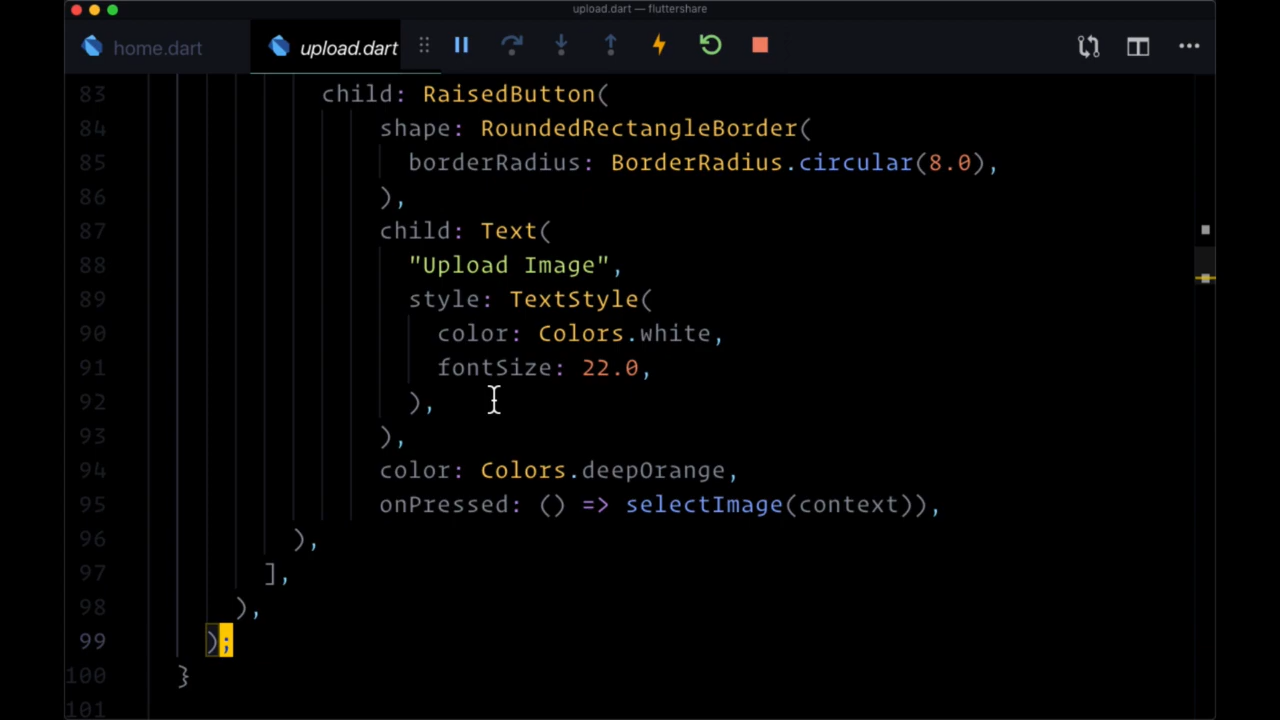 upload.dart — fluttershare
home.dart
upload.dart
83 child: RaisedButton(
84 shape: RoundedRectangleBorder(
85 borderRadius: BorderRadius.circular(8.0),
86 ),
87 child: Text(
88 "Upload Image",
89 style: TextStyle(
90 color: Colors.white,
91 fontSize: 22.0,
92 ),
93 ),
94 color: Colors.deepOrange,
95 onPressed: () => selectImage(context)),
96 ),
97 ],
98 ),
99 );
100 }
101